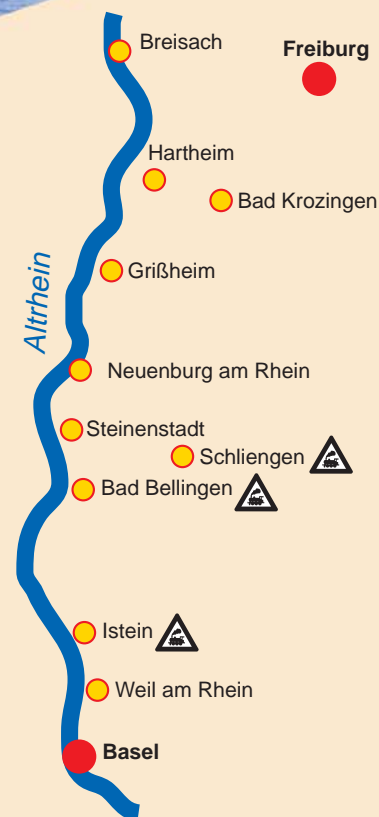 Breisach
Freiburg
Hartheim
Bad Krozingen
Grißheim
Altrhein
Neuenburg am Rhein
Steinenstadt
Schliengen
Bad Bellingen
Istein
Weil am Rhein
Basel